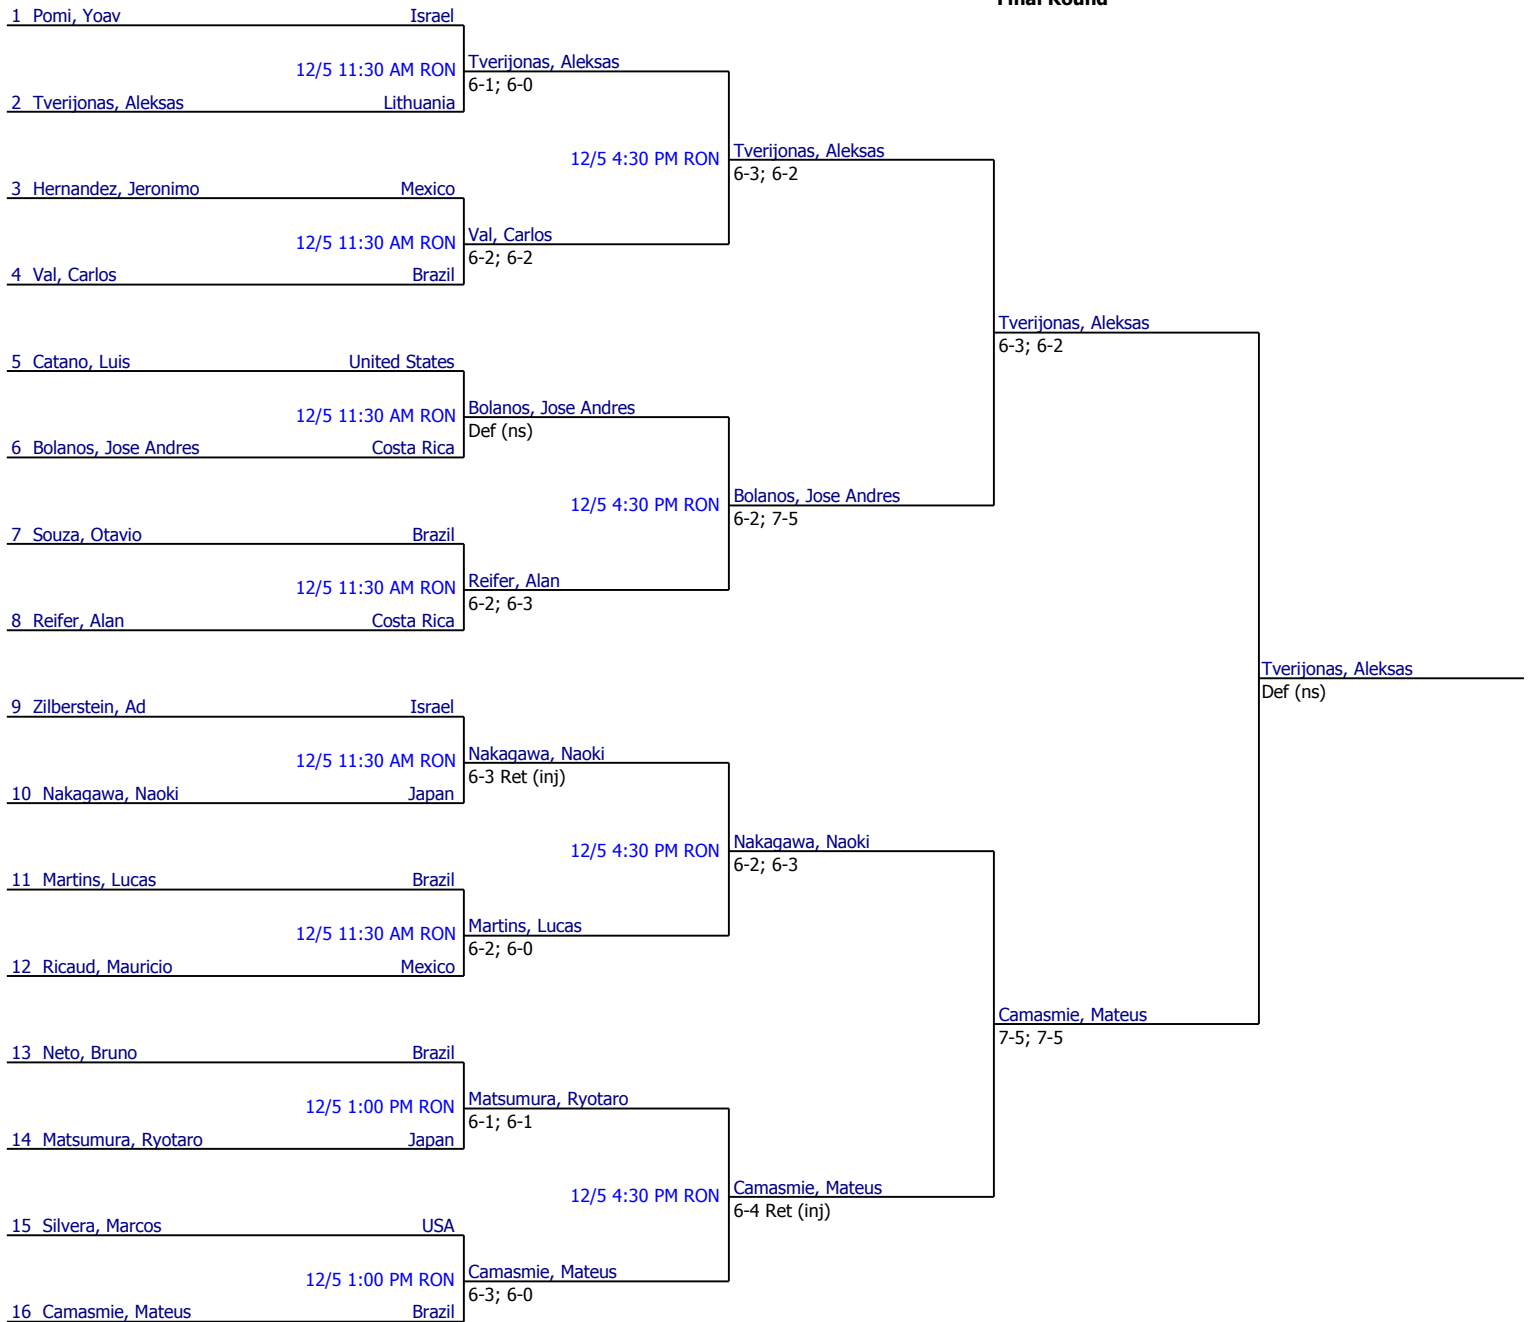 Final Round
1 Pomi, Yoav Israel
12/5 11:30 AM RON
Tverijonas, Aleksas
6-1; 6-0
2 Tverijonas, Aleksas Lithuania
12/5 4:30 PM RON
Tverijonas, Aleksas
6-3; 6-2
3 Hernandez, Jeronimo Mexico
12/5 11:30 AM RON
Val, Carlos
6-2; 6-2
4 Val, Carlos Brazil
Tverijonas, Aleksas
6-3; 6-2
5 Catano, Luis United States
12/5 11:30 AM RON
Bolanos, Jose Andres
Def (ns)
6 Bolanos, Jose Andres Costa Rica
12/5 4:30 PM RON
Bolanos, Jose Andres
6-2; 7-5
7 Souza, Otavio Brazil
12/5 11:30 AM RON
Reifer, Alan
6-2; 6-3
8 Reifer, Alan Costa Rica
Tverijonas, Aleksas
Def (ns)
9 Zilberstein, Ad Israel
12/5 11:30 AM RON
Nakagawa, Naoki
6-3 Ret (inj)
10 Nakagawa, Naoki Japan
12/5 4:30 PM RON
Nakagawa, Naoki
6-2; 6-3
11 Martins, Lucas Brazil
12/5 11:30 AM RON
Martins, Lucas
6-2; 6-0
12 Ricaud, Mauricio Mexico
Camasmie, Mateus
7-5; 7-5
13 Neto, Bruno Brazil
12/5 1:00 PM RON
Matsumura, Ryotaro
6-1; 6-1
14 Matsumura, Ryotaro Japan
12/5 4:30 PM RON
Camasmie, Mateus
6-4 Ret (inj)
15 Silvera, Marcos USA
12/5 1:00 PM RON
Camasmie, Mateus
6-3; 6-0
16 Camasmie, Mateus Brazil